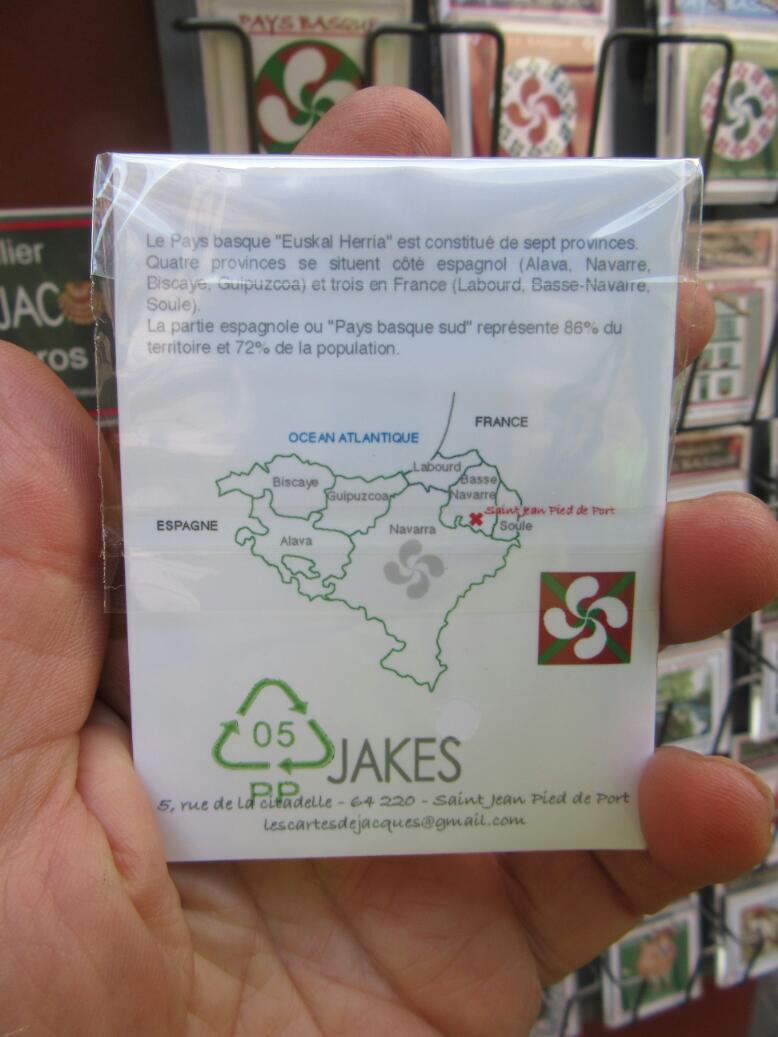 PAYS BASQUE
Le Pays basque "Euskal Herria" est constitué de sept provinces.
Quatre provinces se situent côté espagnol (Alava, Navarre,
Biscaye, Guipuzcoa) et trois en France (Labourd, Basse-Navarre,
Soule).
La partie espagnole ou "Pays basque sud" représente 86% du
territoire et 72% de la population.
FRANCE
OCEAN ATLANTIQUE
Labourd
Biscaye
Basse
Guipuzcoa
Navarre
Saint Jean Pied de Port
ESPAGNE
Navarra
Soule
Alava
05
PP
JAKES
5, rue de la citadelle - 64 220 - Saint Jean Pied de Port
lescartesdejacques@gmail.com